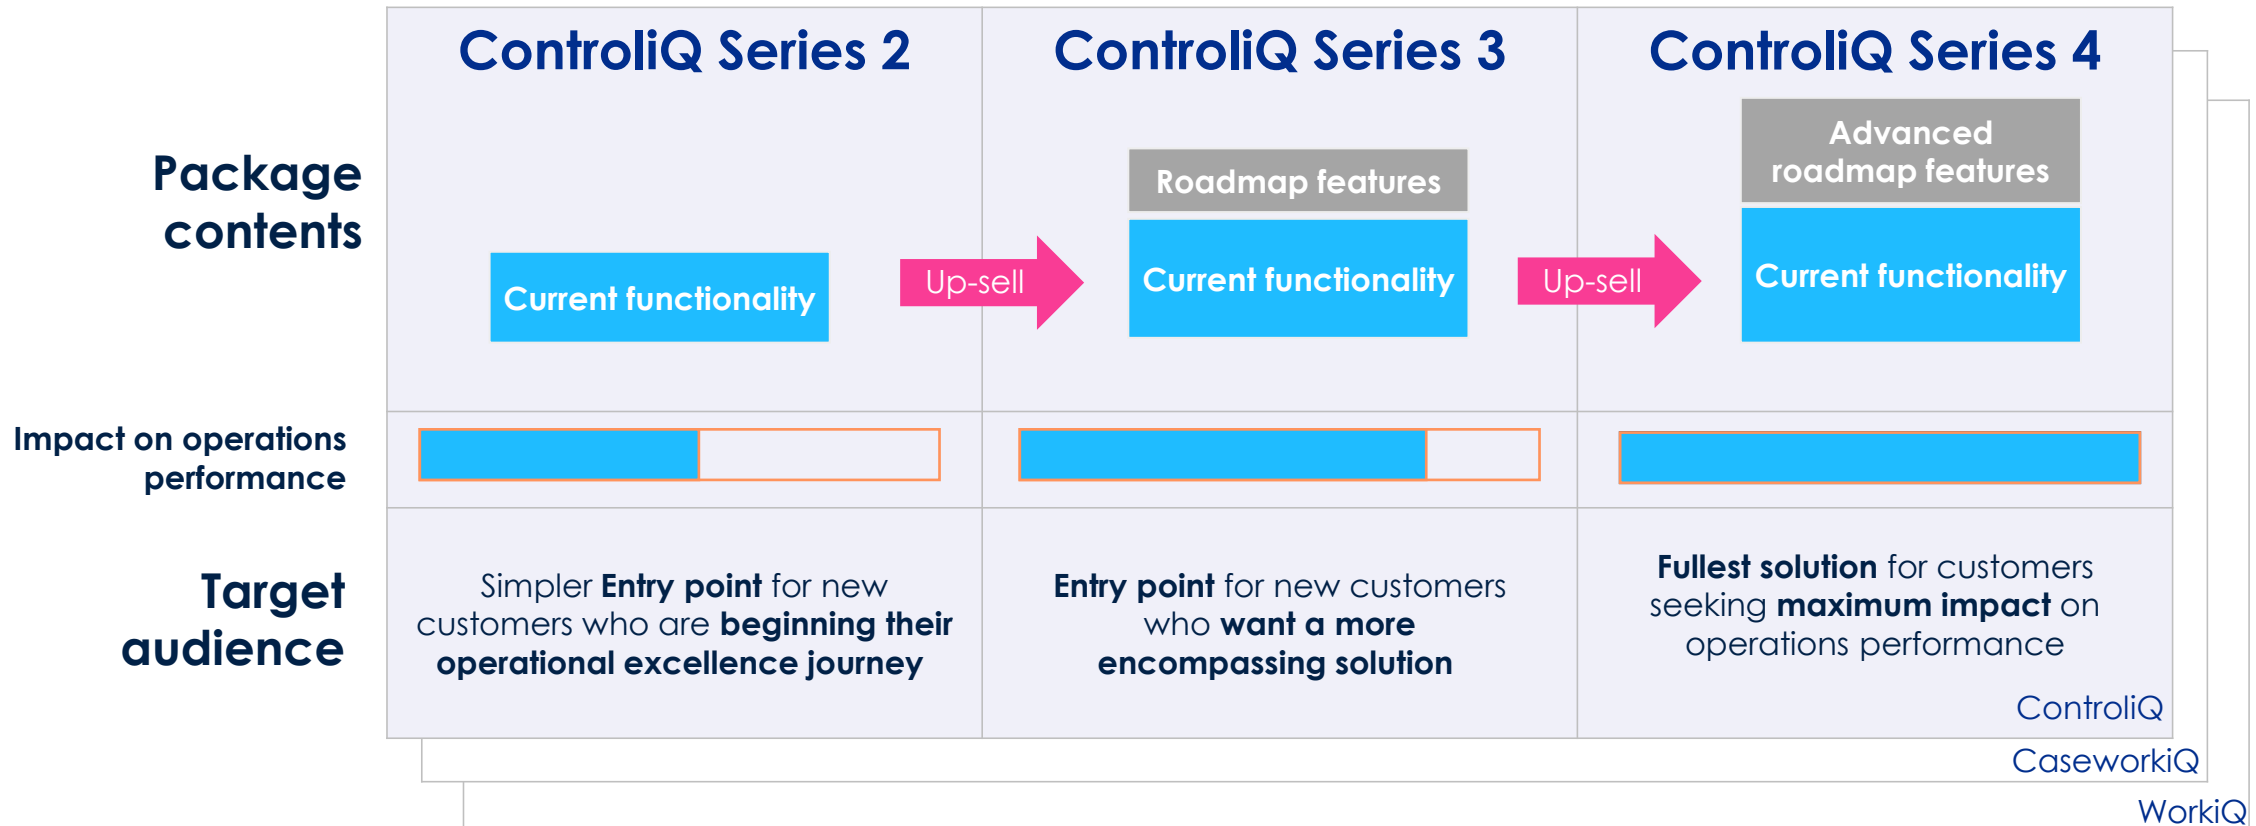 ControliQ Series 2
ControliQ Series 3
ControliQ Series 4
Package
contents
Current functionality
Up-sell
Roadmap features
Current functionality
Up-sell
Advanced
roadmap features
Current functionality
Impact on operations
performance
Target
audience
Simpler Entry point for new
customers who are beginning their
operational excellence journey
Entry point for new customers
who want a more
encompassing solution
Fullest solution for customers
seeking maximum impact on
operations performance
ControliQ
CaseworkiQ
WorkiQ